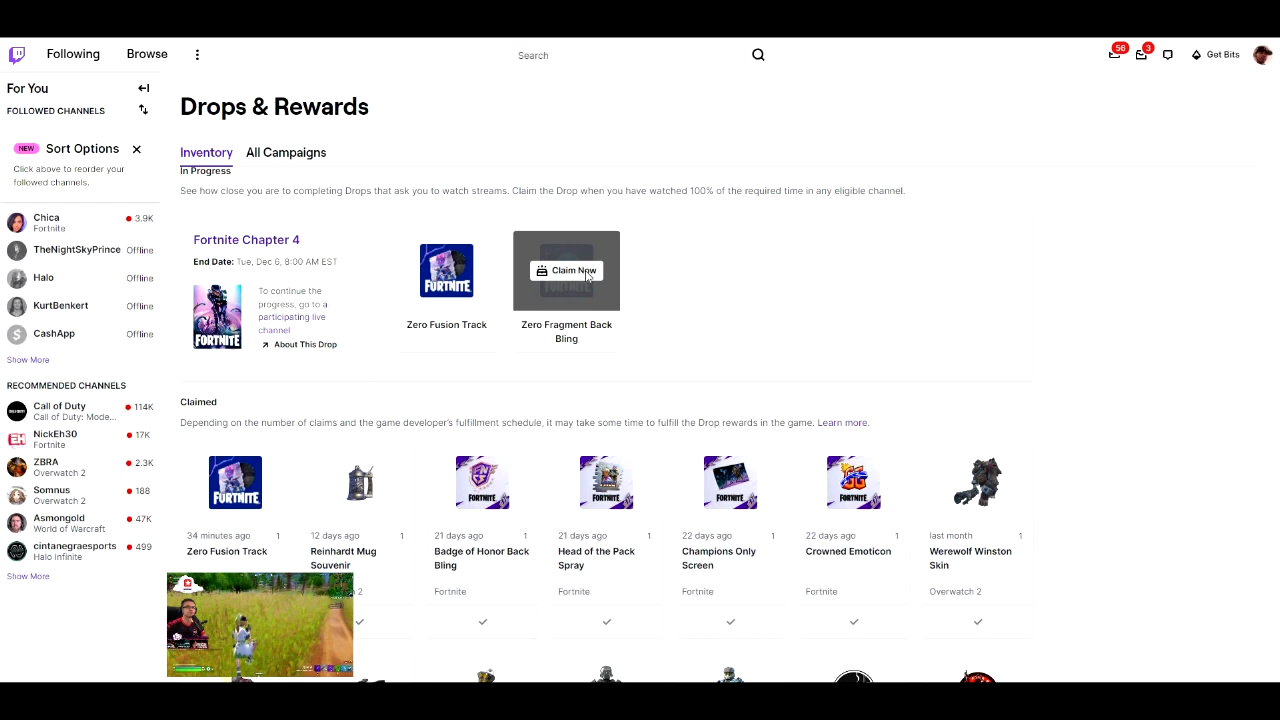 Following
Browse
Search
56
3
Get Bits
For You
FOLLOWED CHANNELS
NEW Sort Options
Click above to reorder your
followed channels.
Chica 3.9K
Fortnite
TheNightSkyPrince Offline
Halo Offline
KurtBenkert Offline
CashApp Offline
Show More
RECOMMENDED CHANNELS
Call of Duty 114K
Call of Duty: Mode...
NickEh30 17K
Fortnite
ZBRA 2.3K
Overwatch 2
Somnus 188
Overwatch 2
Asmongold 47K
World of Warcraft
cintanegraesports 499
Halo Infinite
Show More
Drops & Rewards
Inventory All Campaigns
In Progress
See how close you are to completing Drops that ask you to watch streams. Claim the Drop when you have watched 100% of the required time in any eligible channel.
Fortnite Chapter 4
End Date: Tue, Dec 6, 8:00 AM EST
FORTNITE
To continue the
progress, go to a
participating live
channel
About This Drop
FORTNITE
Zero Fusion Track
Claim Now
Zero Fragment Back
Bling
Claimed
Depending on the number of claims and the game developer's fulfillment schedule, it may take some time to fulfill the Drop rewards in the game. Learn more.
FORTNITE
34 minutes ago 1
Zero Fusion Track
12 days ago 1
Reinhardt Mug
Souvenir
2
FORTNITE
21 days ago 1
Badge of Honor Back
Bling
Fortnite
FORTNITE
21 days ago 1
Head of the Pack
Spray
Fortnite
FORTNITE
22 days ago 1
Champions Only
Screen
Fortnite
FORTNITE
22 days ago 1
Crowned Emoticon
Fortnite
last month 1
Werewolf Winston
Skin
Overwatch 2